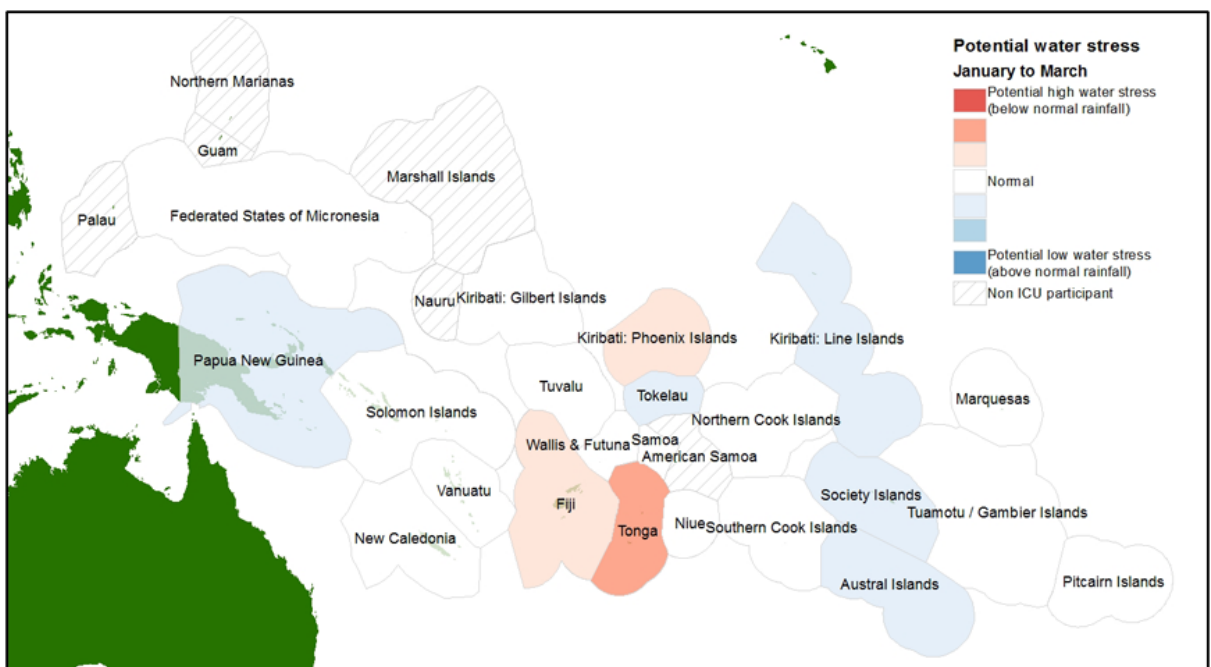 Potential water stress
January to March
Potential high water stress
(below normal rainfall)
Normal
Potential low water stress
(above normal rainfall)
Non ICU participant
Northern Marianas
Guam
Marshall Islands
Palau
Federated States of Micronesia
Nauru
Kiribati: Gilbert Islands
Kiribati: Phoenix Islands
Kiribati: Line Islands
Papua New Guinea
Tuvalu
Tokelau
Marquesas
Solomon Islands
Northern Cook Islands
Wallis & Futuna
Samoa
American Samoa
Vanuatu
Fiji
Society Islands
Tuamotu / Gambier Islands
New Caledonia
Tonga
Niue
Southern Cook Islands
Austral Islands
Pitcairn Islands